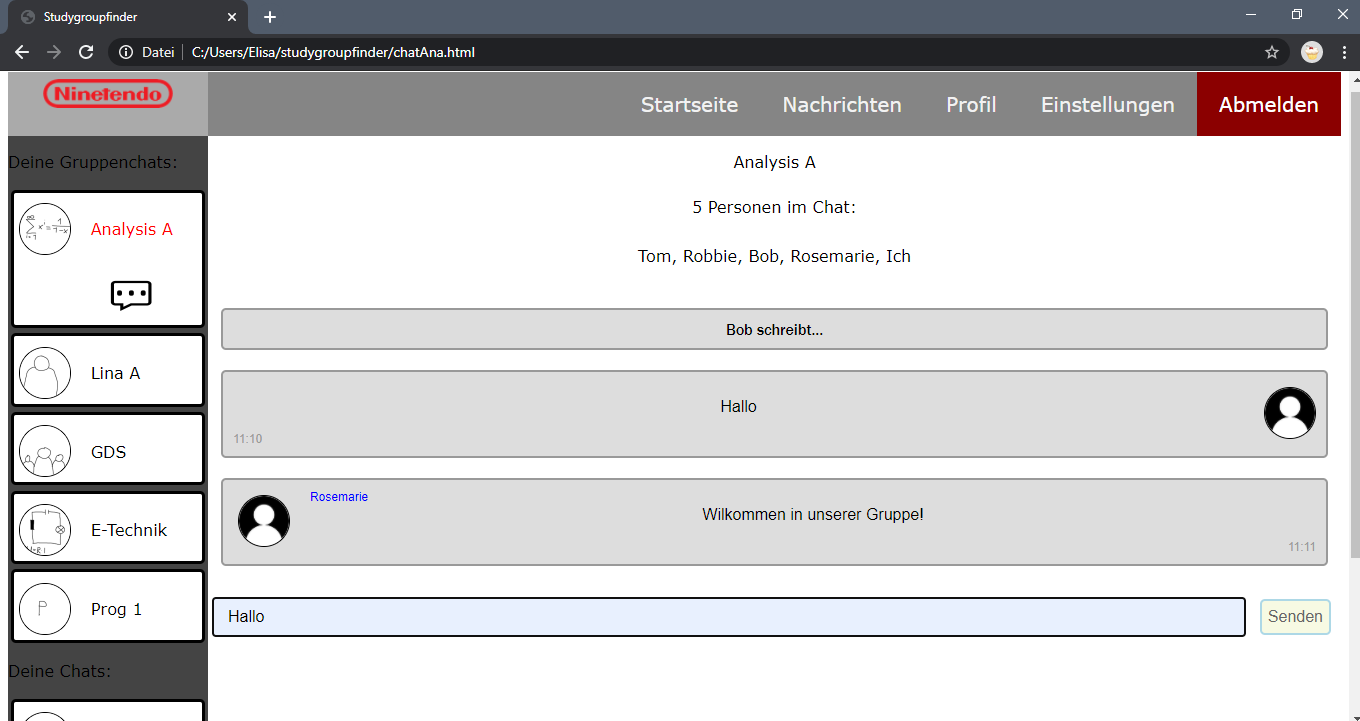 Studygroupfinder
Datei C:/Users/Elisa/studygroupfinder/chatAna.html
Ninetendo
Startseite Nachrichten Profil Einstellungen Abmelden
Deine Gruppenchats:
Analysis A
Lina A
GDS
E-Technik
P
Prog 1
Deine Chats:
Analysis A
5 Personen im Chat:
Tom, Robbie, Bob, Rosemarie, Ich
Bob schreibt...
Hallo
11:10
Rosemarie
Wilkommen in unserer Gruppe!
11:11
Hallo
Senden